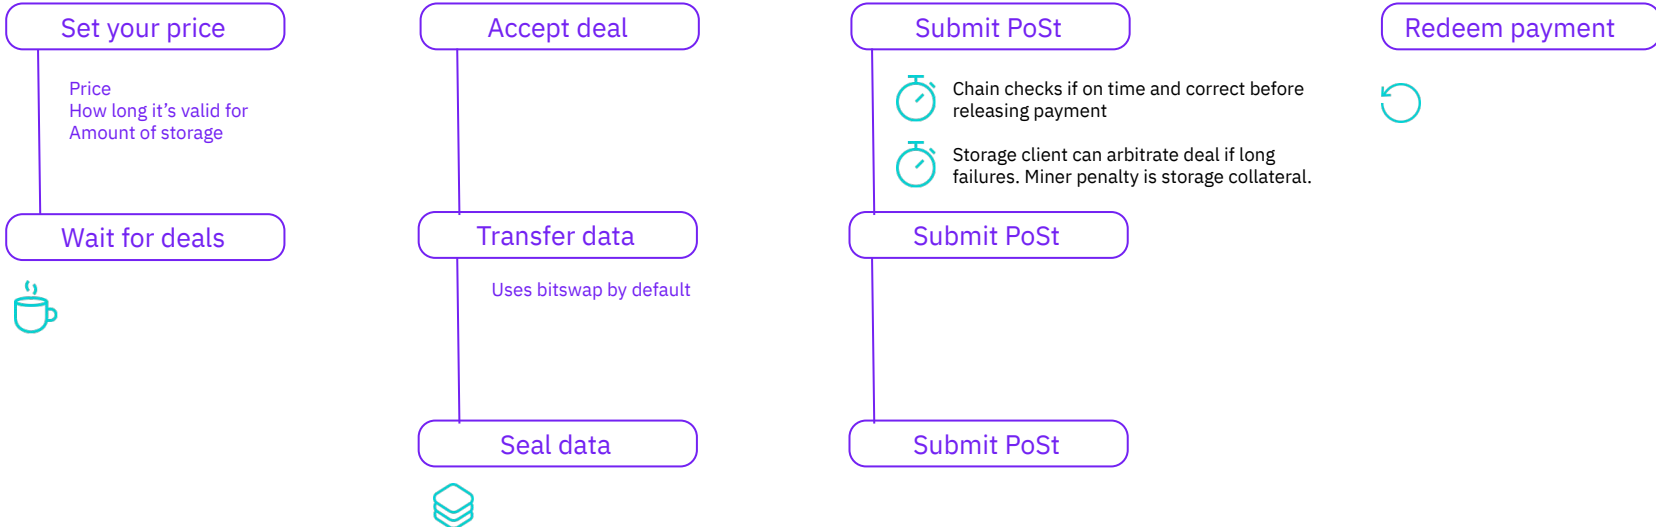 Set your price
Price
How long it's valid for
Amount of storage
Wait for deals
Accept deal
Transfer data
Uses bitswap by default
Seal data
Submit PoSt
Chain checks if on time and correct before
releasing payment
Storage client can arbitrate deal if long
failures. Miner penalty is storage collateral.
Submit PoSt
Submit PoSt
Redeem payment